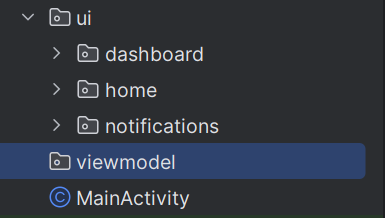 ui
dashboard
home
notifications
viewmodel
C MainActivity